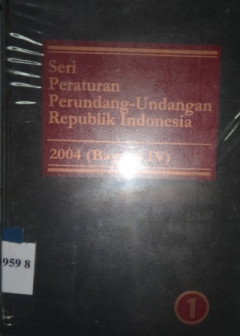 Seri
Peraturan
Perundang-Undangan
Republik Indonesia
2004 (Bagian IV)
959 8
1